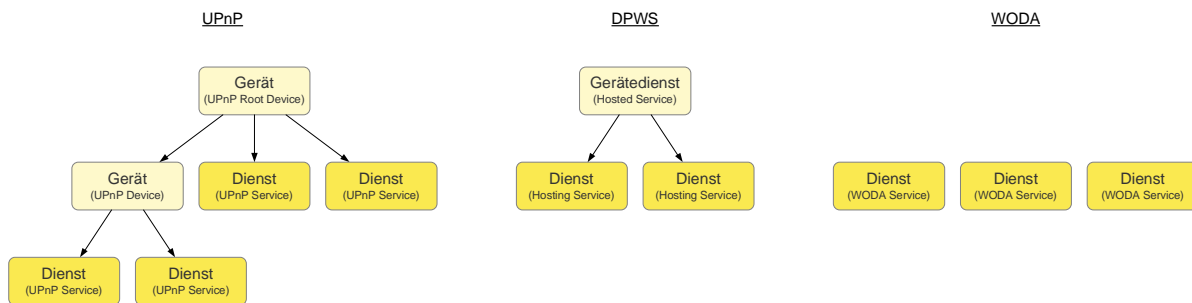 UPnP
DPWS
WODA
Gerät
(UPnP Root Device)
Gerätedienst
(Hosted Service)
Gerät
(UPnP Device)
Dienst
(UPnP Service)
Dienst
(UPnP Service)
Dienst
(Hosting Service)
Dienst
(Hosting Service)
Dienst
(WODA Service)
Dienst
(WODA Service)
Dienst
(WODA Service)
Dienst
(UPnP Service)
Dienst
(UPnP Service)